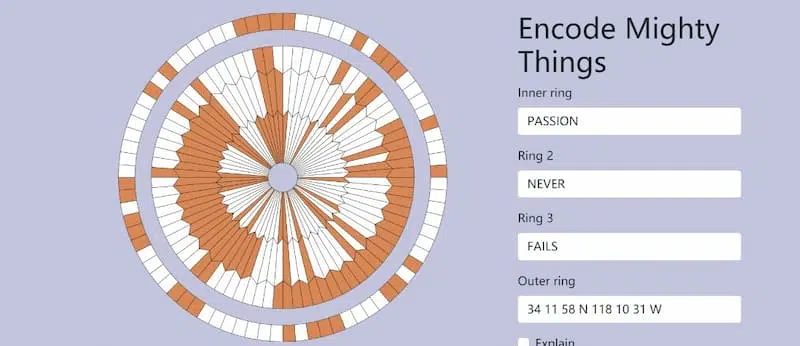 Encode Mighty
Things
Inner ring
PASSION
Ring 2
NEVER
Ring 3
FAILS
Outer ring
34 11 58 N 118 10 31 W
Explain